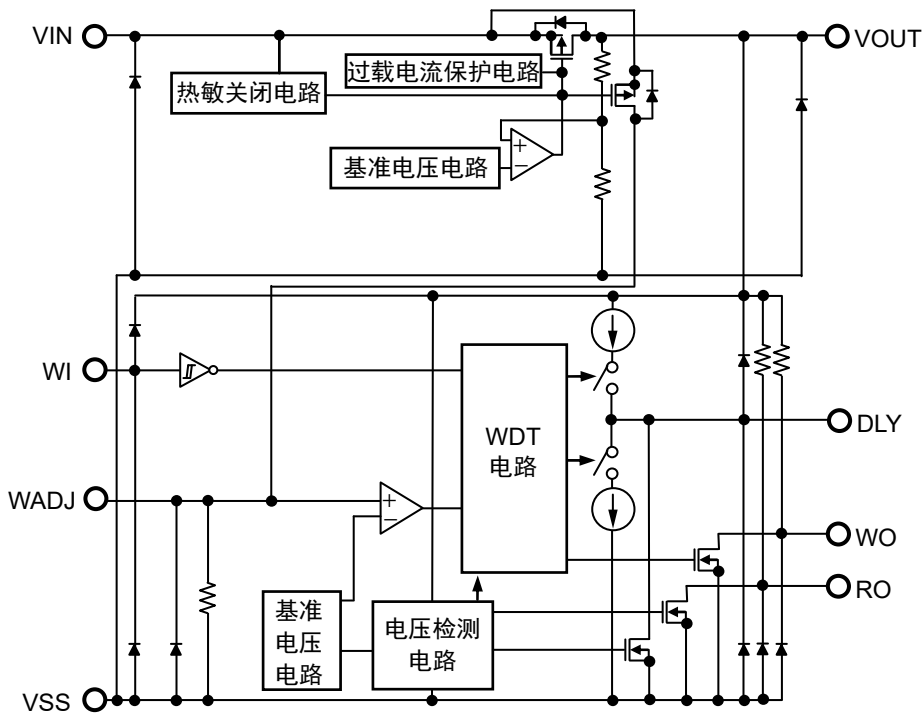 VIN
VOUT
过载电流保护电路
热敏关闭电路
基准电压电路
WI
WDT
电路
DLY
WADJ
WO
RO
基准
电压
电路
电压检测
电路
VSS